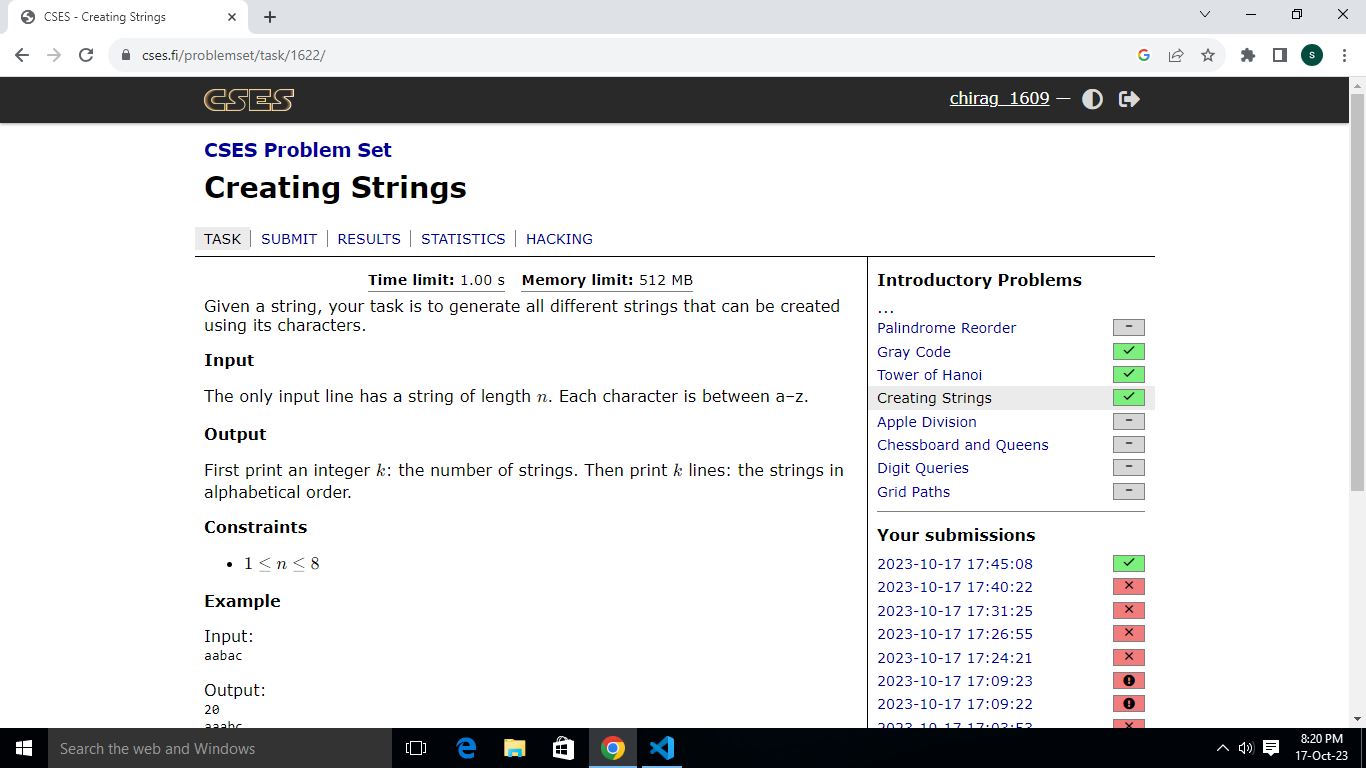 CSES - Creating Strings
cses.fi/problemset/task/1622/
S
CSES
chirag_1609 —
CSES Problem Set
Creating Strings
TASK
SUBMIT
RESULTS
STATISTICS
HACKING
Time limit: 1.00 s Memory limit: 512 MB
Given a string, your task is to generate all different strings that can be created
using its characters.
Input
The only input line has a string of length n. Each character is between a–z.
Output
First print an integer k: the number of strings. Then print k lines: the strings in
alphabetical order.
Constraints
• 1 ≤ n ≤ 8
Example
Input:
aabac
Output:
20
aaabc
Introductory Problems
...
Palindrome Reorder –
Gray Code ✓
Tower of Hanoi ✓
Creating Strings ✓
Apple Division –
Chessboard and Queens –
Digit Queries –
Grid Paths –
Your submissions
2023-10-17 17:45:08 ✓
2023-10-17 17:40:22 ×
2023-10-17 17:31:25 ×
2023-10-17 17:26:55 ×
2023-10-17 17:24:21 ×
2023-10-17 17:09:23
2023-10-17 17:09:22
2023-10-17 17:03:53 ×
Search the web and Windows
8:20 PM
17-Oct-23